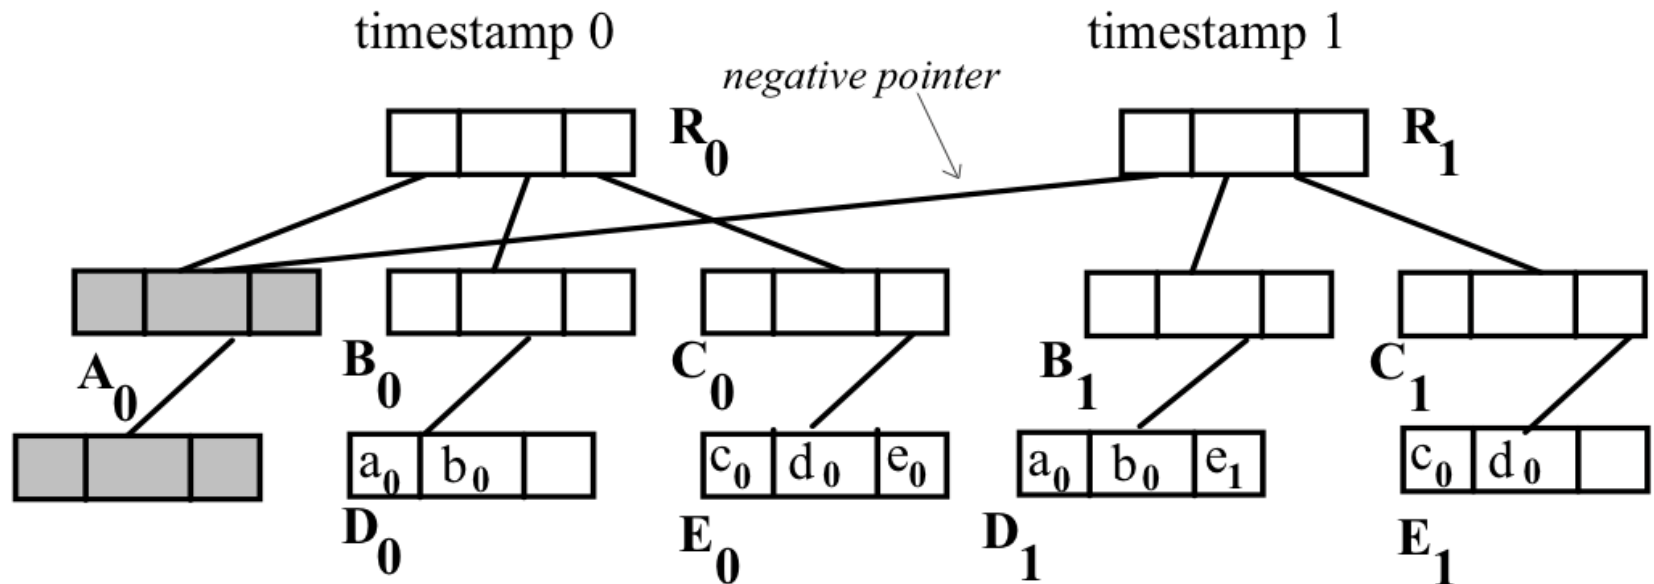 timestamp 0
timestamp 1
negative pointer
R0
R1
A0
B0
C0
B1
C1
a0 b0
c0 d0 e0
a0 b0 e1
c0 d0
D0
E0
D1
E1